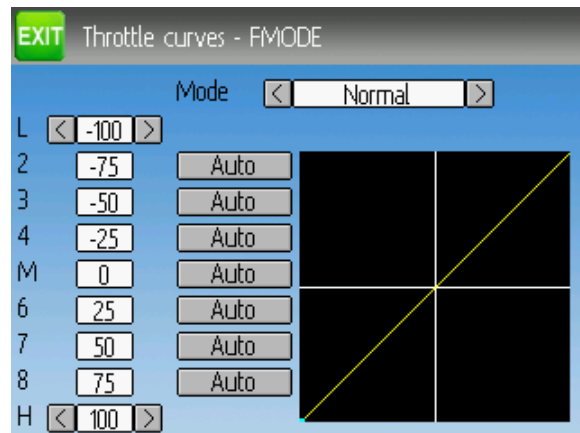 EXIT Throttle curves - FMODE
Mode < Normal >
L < -100 >
2 -75 Auto
3 -50 Auto
4 -25 Auto
M 0 Auto
6 25 Auto
7 50 Auto
8 75 Auto
H < 100 >